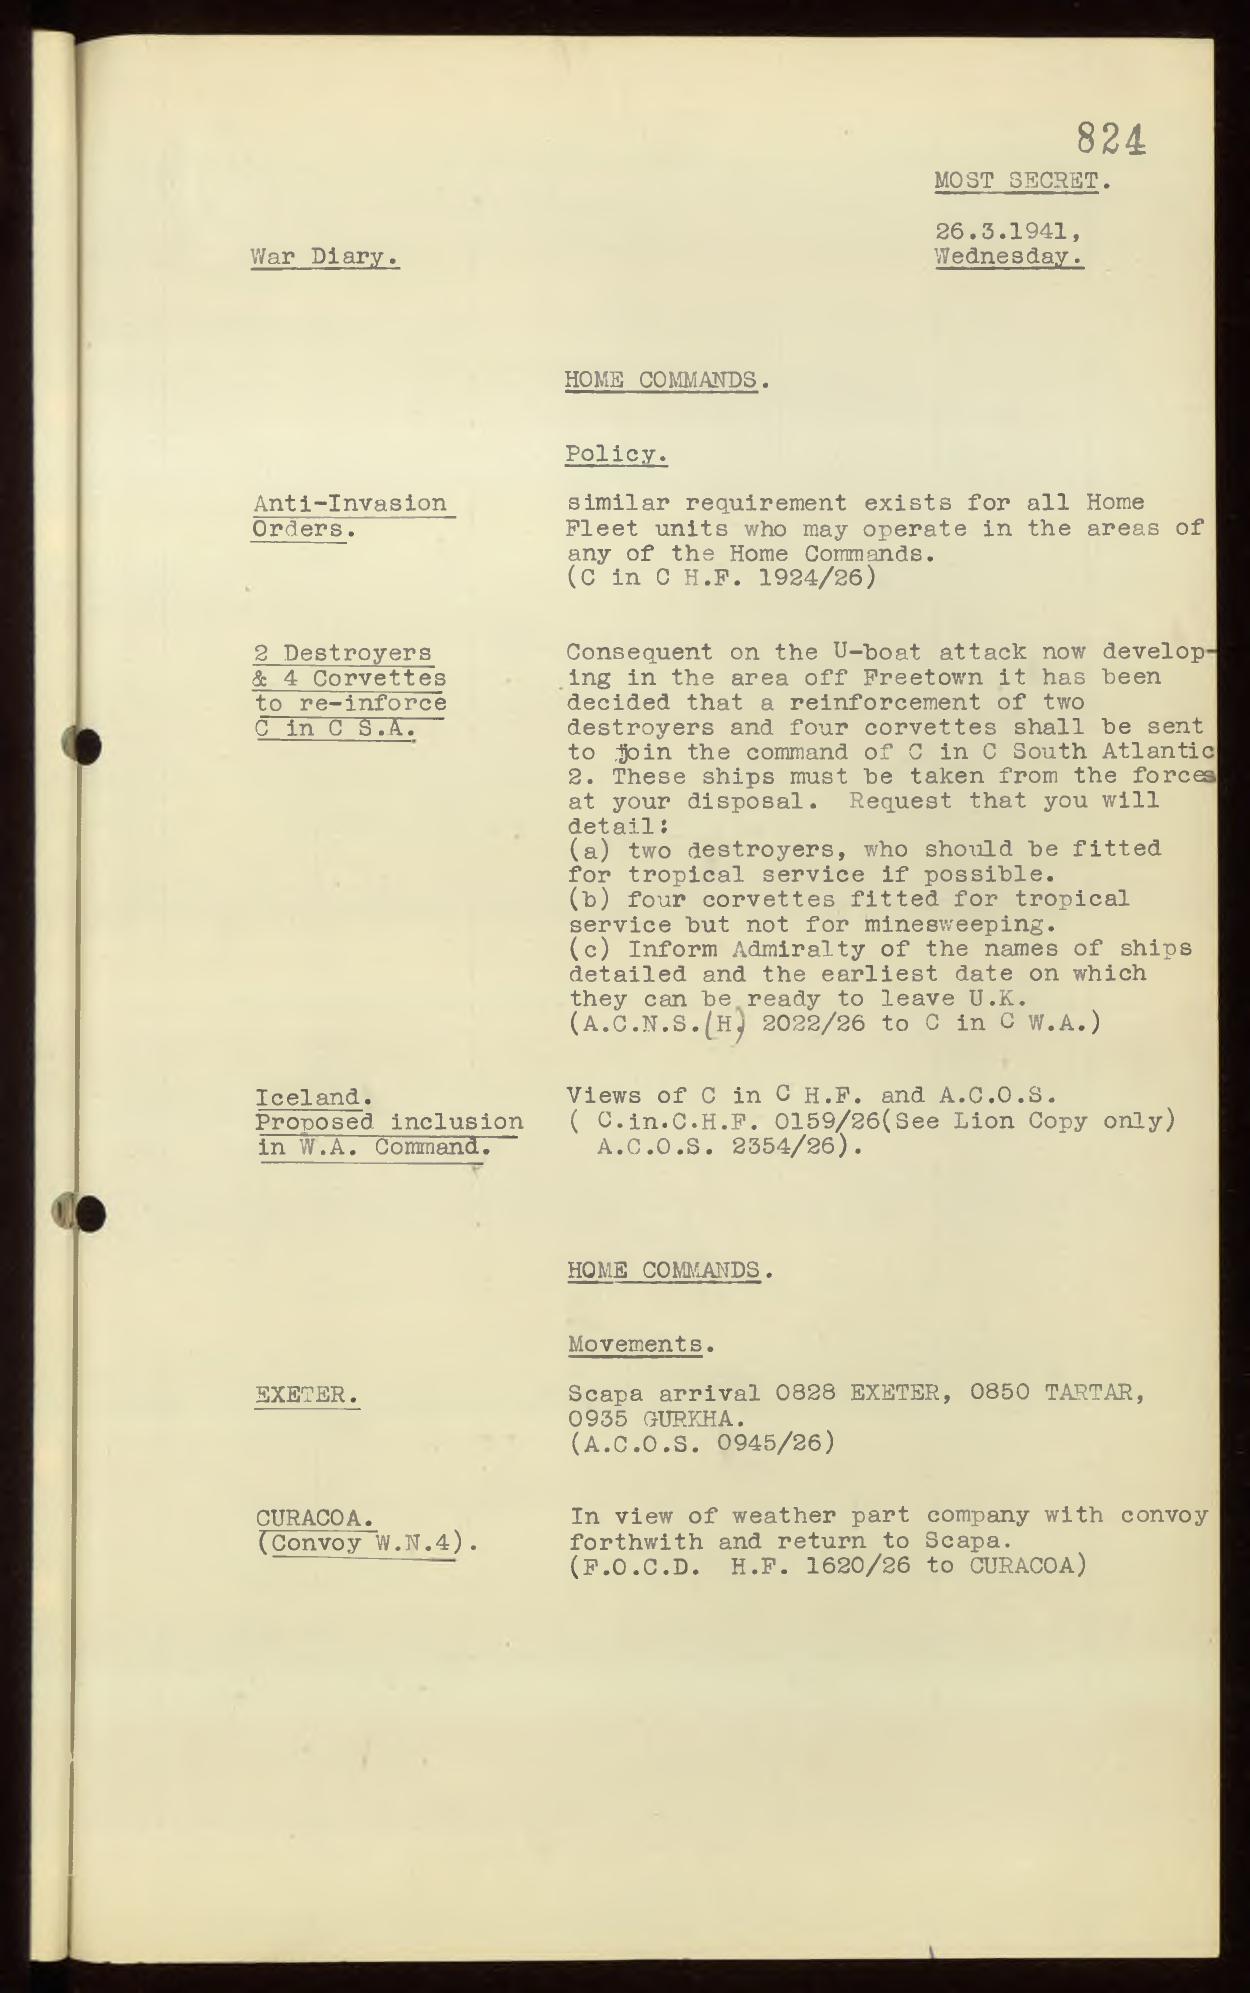 824
MOST SECRET.
26.3.1941,
War Diary.
Wednesday.
HOME COMMANDS.
Policy.
Anti-Invasion
Orders.
similar requirement exists for all Home
Fleet units who may operate in the areas of
any of the Home Commands.
(C in C H.F. 1924/26)
2 Destroyers
& 4 Corvettes
to re-inforce
C in C S.A.
Consequent on the U-boat attack now develop-
ing in the area off Freetown it has been
decided that a reinforcement of two
destroyers and four corvettes shall be sent
to join the command of C in C South Atlantic
2. These ships must be taken from the forces
at your disposal. Request that you will
detail:
(a) two destroyers, who should be fitted
for tropical service if possible.
(b) four corvettes fitted for tropical
service but not for minesweeping.
(c) Inform Admiralty of the names of ships
detailed and the earliest date on which
they can be ready to leave U.K.
(A.C.N.S.(H) 2022/26 to C in C W.A.)
Iceland.
Proposed inclusion
in W.A. Command.
Views of C in C H.F. and A.C.O.S.
( C.in.C.H.F. 0159/26(See Lion Copy only)
A.C.O.S. 2354/26).
HOME COMMANDS.
Movements.
EXETER.
Scapa arrival 0828 EXETER, 0850 TARTAR,
0935 GURKHA.
(A.C.O.S. 0945/26)
CURACOA.
(Convoy W.N.4).
In view of weather part company with convoy
forthwith and return to Scapa.
(F.O.C.D. H.F. 1620/26 to CURACOA)